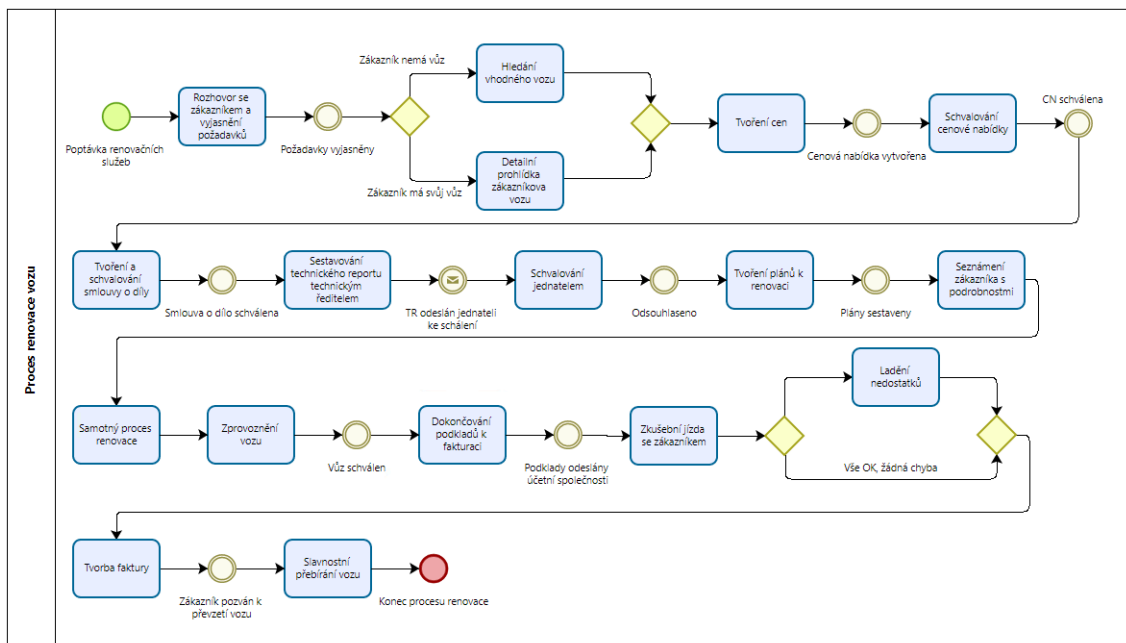 Proces renovace vozu
Poptávka renovačních
služeb
Rozhovor se
zákazníkem a
vyjasnění
požadavků
Požadavky vyjasněny
Zákazník nemá vůz
Zákazník má svůj vůz
Hledání
vhodného vozu
Detailní
prohlídka
zákazníkova
vozu
Tvoření cen
Cenová nabídka vytvořena
Schvalování
cenové nabídky
CN schválena
Tvoření a
schvalování
smlouvy o díly
Smlouva o dílo schválena
Sestavování
technického reportu
technickým
ředitelem
TR odeslán jednateli
ke schálení
Schvalování
jednatelem
Odsouhlaseno
Tvoření plánů k
renovaci
Plány sestaveny
Seznámení
zákazníka s
podrobnostmi
Samotný proces
renovace
Zprovoznění
vozu
Vůz schválen
Dokončování
podkladů k
fakturaci
Podklady odeslány
účetní společnosti
Zkušební jízda
se zákazníkem
Ladění
nedostatků
Vše OK, žádná chyba
Tvorba faktury
Zákazník pozván k
převzetí vozu
Slavnostní
přebírání vozu
Konec procesu renovace